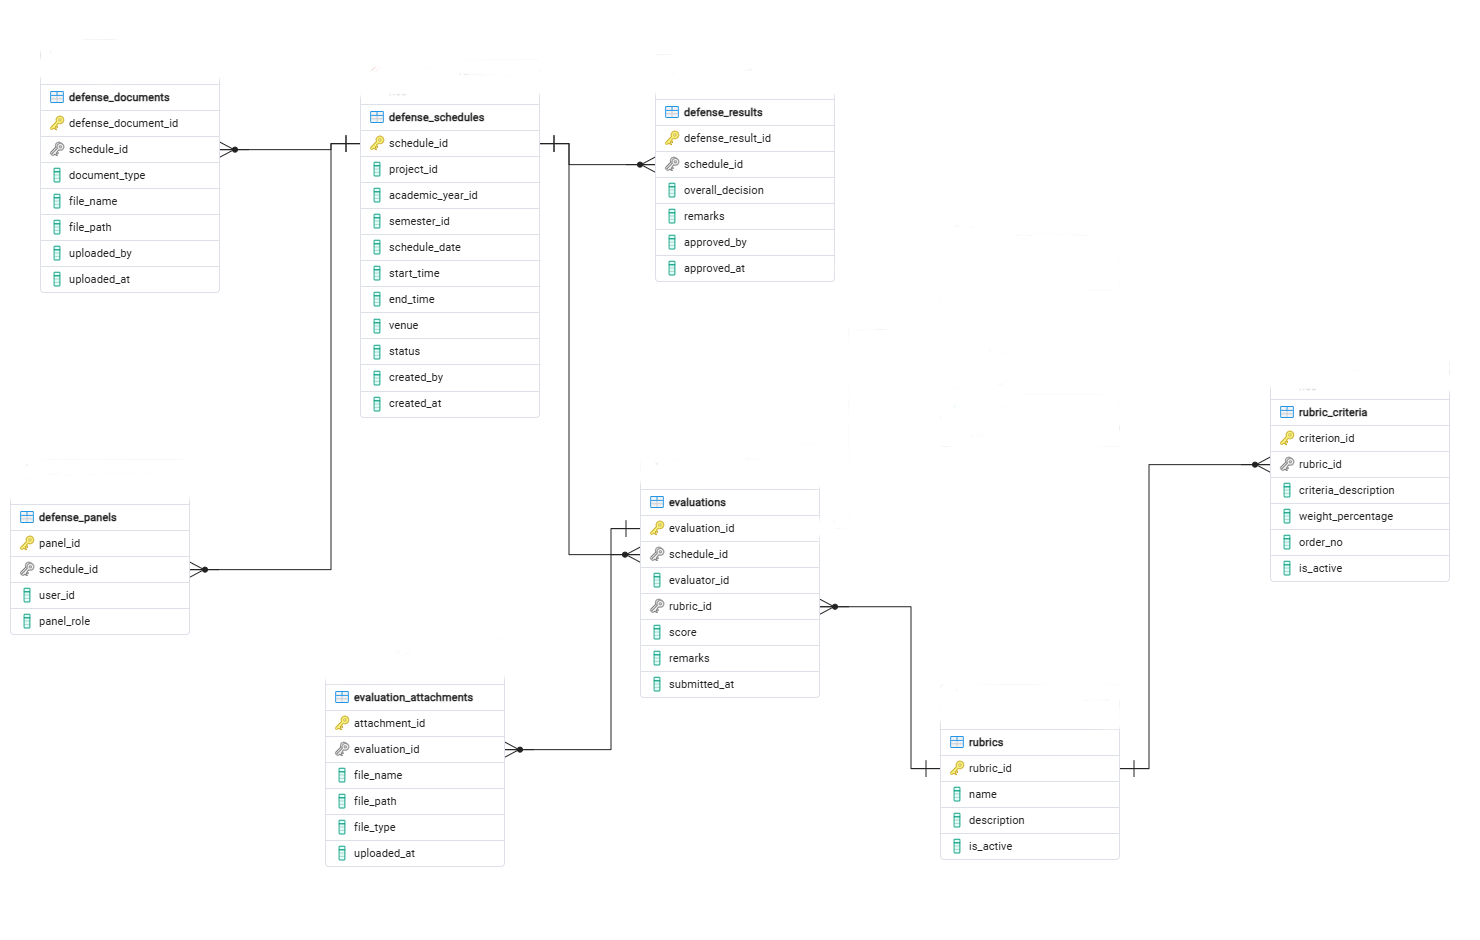 defense_documents
defense_document_id
schedule_id
document_type
file_name
file_path
uploaded_by
uploaded_at
defense_schedules
schedule_id
project_id
academic_year_id
semester_id
schedule_date
start_time
end_time
venue
status
created_by
created_at
defense_results
defense_result_id
schedule_id
overall_decision
remarks
approved_by
approved_at
rubric_criteria
criterion_id
rubric_id
criteria_description
weight_percentage
order_no
is_active
defense_panels
panel_id
schedule_id
user_id
panel_role
evaluations
evaluation_id
schedule_id
evaluator_id
rubric_id
score
remarks
submitted_at
evaluation_attachments
attachment_id
evaluation_id
file_name
file_path
file_type
uploaded_at
rubrics
rubric_id
name
description
is_active